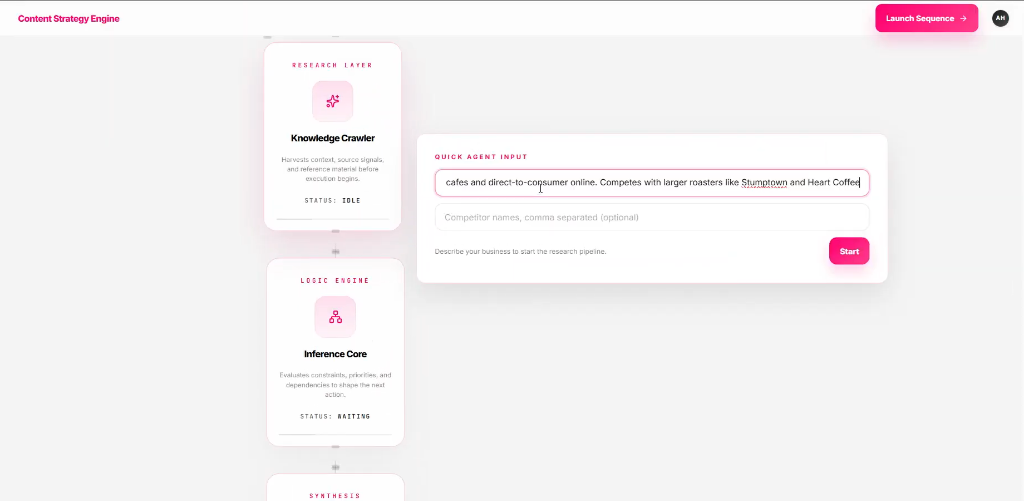 Content Strategy Engine
Launch Sequence →
AH
RESEARCH LAYER
Knowledge Crawler
Harvests context, source signals,
and reference material before
execution begins.
STATUS: IDLE
QUICK AGENT INPUT
cafes and direct-to-consumer online. Competes with larger roasters like Stumptown and Heart Coffee
Competitor names, comma separated (optional)
Describe your business to start the research pipeline.
Start
LOGIC ENGINE
Inference Core
Evaluates constraints, priorities, and
dependencies to shape the next
action.
STATUS: WAITING
SYNTHESIS